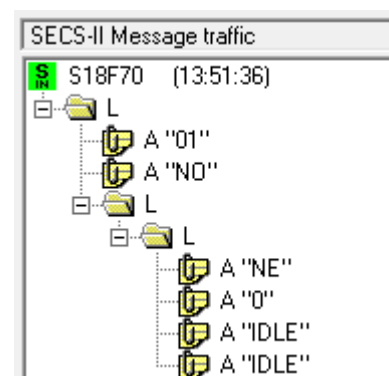 SECS-II Message traffic
S IN S18F70 (13:51:36)
L
A "01"
A "NO"
L
L
A "NE"
A "0"
A "IDLE"
A "IDLE"